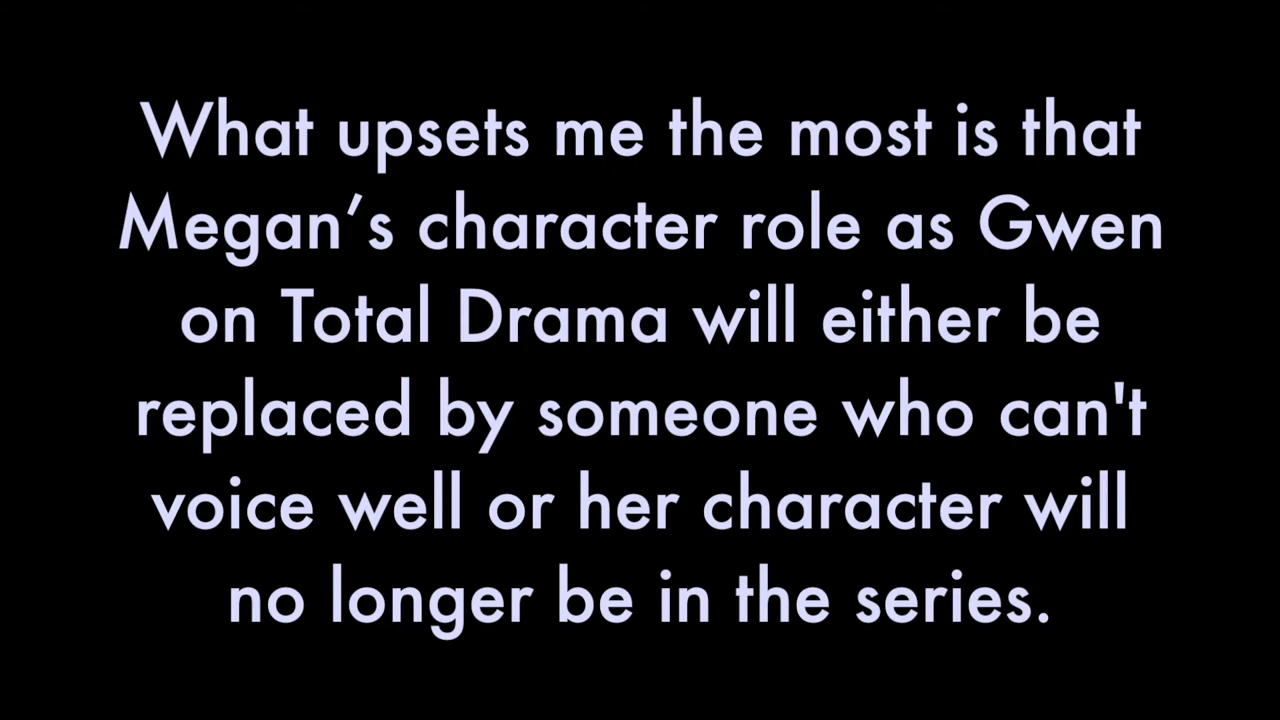 What upsets me the most is that
Megan’s character role as Gwen
on Total Drama will either be
replaced by someone who can't
voice well or her character will
no longer be in the series.